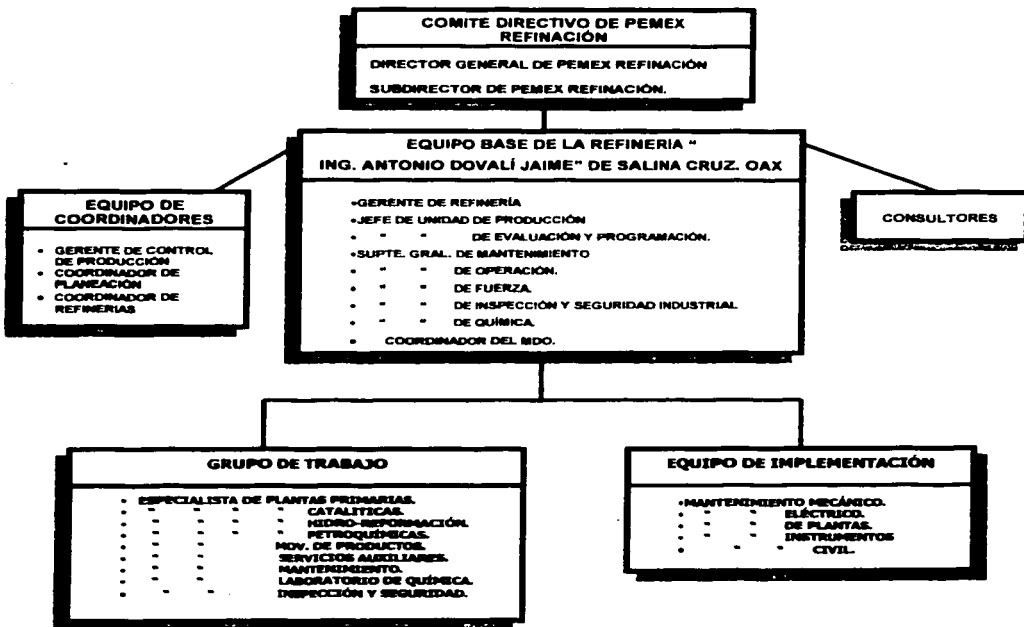 COMITE DIRECTIVO DE PEMEX
REFINACIÓN
DIRECTOR GENERAL DE PEMEX REFINACIÓN
SUBDIRECTOR DE PEMEX REFINACIÓN.
EQUIPO BASE DE LA REFINERIA "
ING. ANTONIO DOVALÍ JAIME" DE SALINA CRUZ. OAX
•GERENTE DE REFINERÍA
•JEFE DE UNIDAD DE PRODUCCIÓN
• " " DE EVALUACIÓN Y PROGRAMACIÓN.
•SUPTE. GRAL. DE MANTENIMIENTO
• " " DE OPERACIÓN.
• " " DE FUERZA.
• " " DE INSPECCIÓN Y SEGURIDAD INDUSTRIAL
• " " DE QUÍMICA.
• COORDINADOR DEL MDO.
EQUIPO DE
COORDINADORES
• GERENTE DE CONTROL
DE PRODUCCIÓN
• COORDINADOR DE
PLANEACIÓN
• COORDINADOR DE
REFINERIAS
CONSULTORES
GRUPO DE TRABAJO
• ESPECIALISTA DE PLANTAS PRIMARIAS.
• " " " " CATALITICAS.
• " " " " HIDRO-REFORMACIÓN.
• " " " " PETROQUÍMICAS.
• " " MOV. DE PRODUCTOS.
• " " SERVICIOS AUXILIARES.
• " " MANTENIMIENTO.
• " " LABORATORIO DE QUÍMICA.
• " " INSPECCIÓN Y SEGURIDAD.
EQUIPO DE IMPLEMENTACIÓN
•MANTENIMIENTO MECÁNICO.
• " " ELÉCTRICO.
• " " DE PLANTAS.
• " " INSTRUMENTOS
• " " CIVIL.